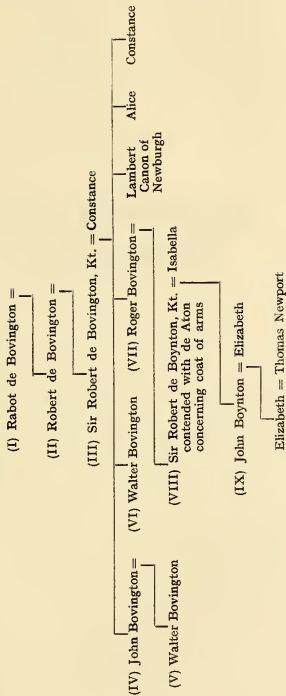 (I) Rabot de Bovington =
(II) Robert de Bovington =
(III) Sir Robert de Bovington, Kt. = Constance
(IV) John Bovington=
(VI) Walter Bovington
(VII) Roger Bovington=
Lambert
Canon of
Newburgh
Alice
Constance
(V) Walter Bovington
(VIII) Sir Robert de Boynton, Kt. = Isabella
contended with de Aton
concerning coat of arms
(IX) John Boynton = Elizabeth
Elizabeth = Thomas Newport